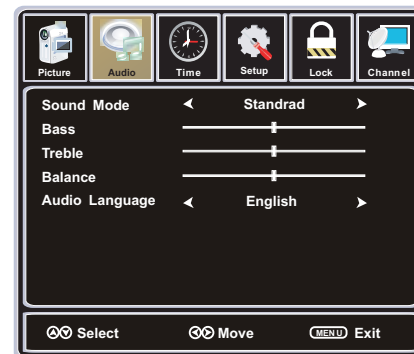 Picture Audio Time Setup Lock Channel
Sound Mode Standrad
Bass
Treble
Balance
Audio Language English
Select Move MENU Exit